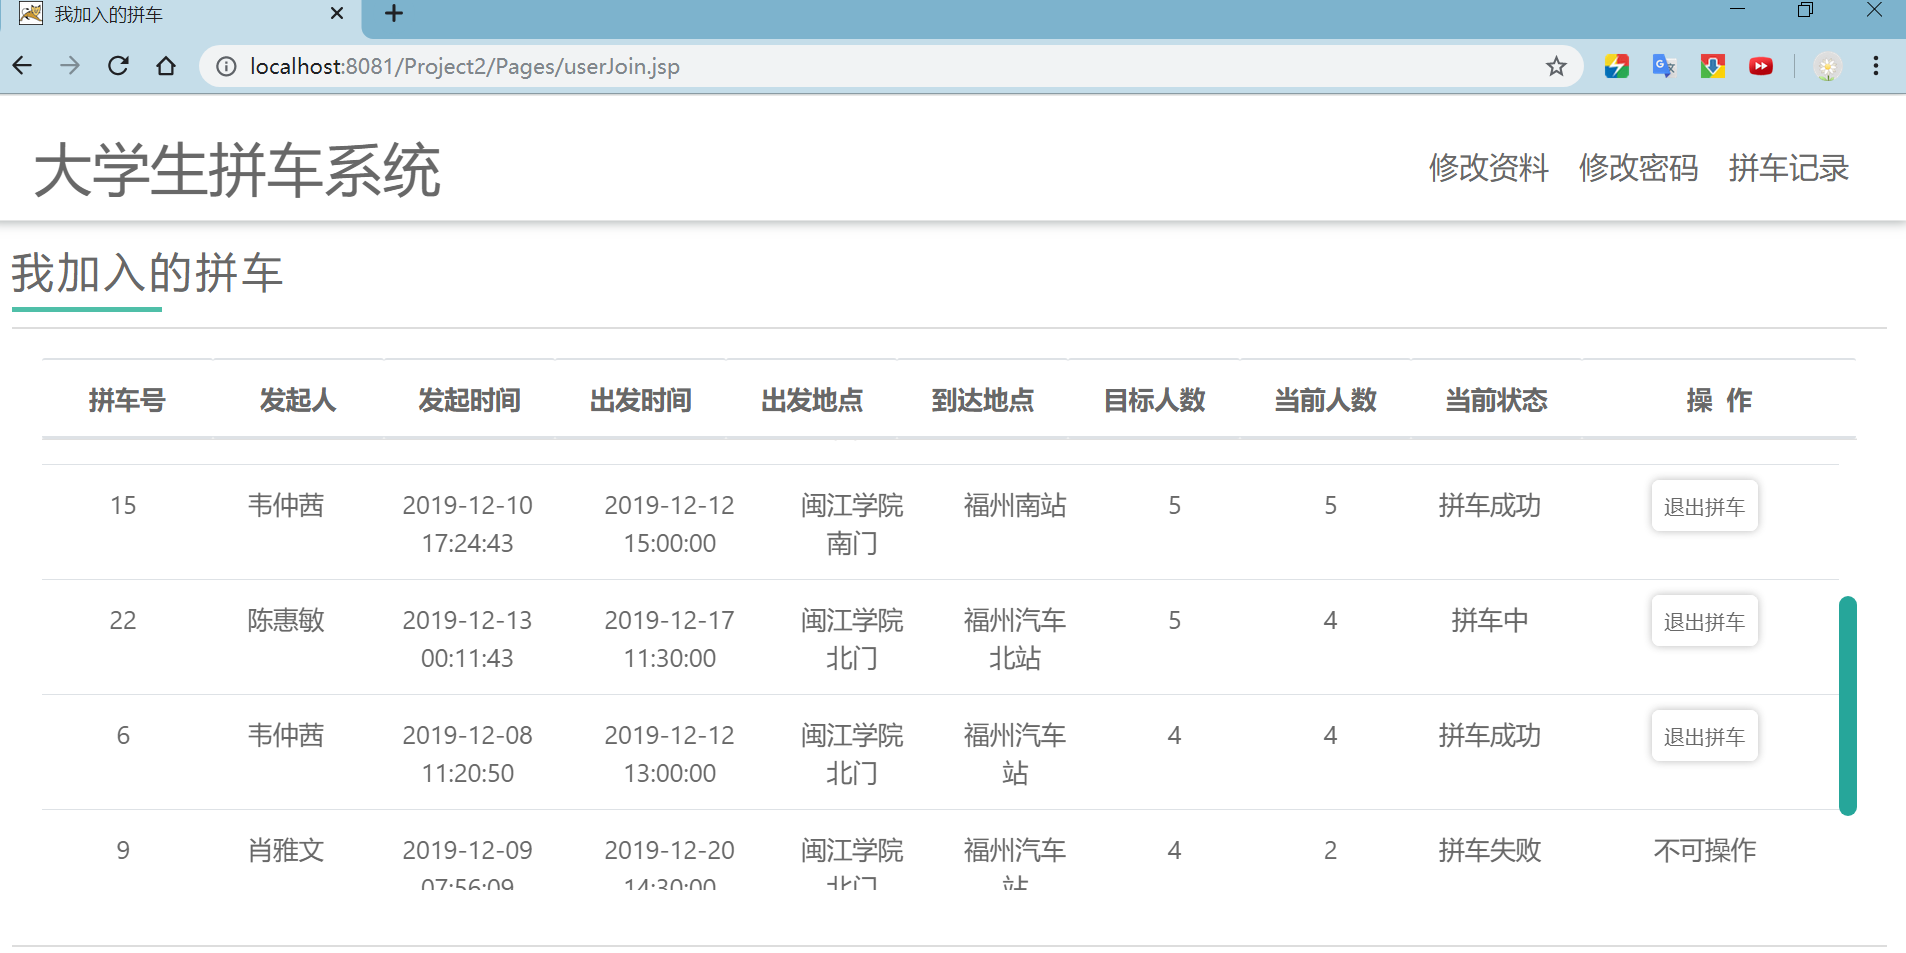 我加入的拼车
localhost:8081/Project2/Pages/userJoin.jsp
大学生拼车系统
修改资料 修改密码 拼车记录
我加入的拼车
拼车号 发起人 发起时间 出发时间 出发地点 到达地点 目标人数 当前人数 当前状态 操 作
15 韦仲茜 2019-12-10 2019-12-12 闽江学院 福州南站 5 5 拼车成功 退出拼车
17:24:43 15:00:00 南门
22 陈惠敏 2019-12-13 2019-12-17 闽江学院 福州汽车 5 4 拼车中 退出拼车
00:11:43 11:30:00 北门 北站
6 韦仲茜 2019-12-08 2019-12-12 闽江学院 福州汽车 4 4 拼车成功 退出拼车
11:20:50 13:00:00 北门 站
9 肖雅文 2019-12-09 2019-12-20 闽江学院 福州汽车 4 2 拼车失败 不可操作
07:56:09 14:30:00 北门 站